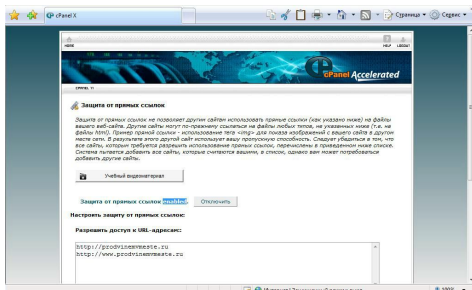 cPanel X
Страница
Сервис
HOME
HELP
LOGOUT
cPanel Accelerated
CPANEL 11
Защита от прямых ссылок
Защита от прямых ссылок не позволяет другим сайтам использовать прямые ссылки (как указано ниже) на файлы
вашего веб-сайта. Другие сайты могут по-прежнему ссылаться на файлы любых типов, не указанных ниже (т.е. на
файлы html). Пример прямой ссылки - использование тега <img> для показа изображений с вашего сайта в другом
месте сети. В результате этого другой сайт использует вашу пропускную способность. Следует убедиться в том, что
все сайты, которым требуется разрешить использование прямых ссылок, перечислены в приведенном ниже списке.
Система пытается добавить все сайты, которые считаются вашими, в список, однако вам может потребоваться
добавить другие сайты.
Учебный видеоматериал
Защита от прямых ссылок enabled
Отключить
Настроить защиту от прямых ссылок:
Разрешить доступ к URL-адресам:
http://prodvinemvmeste.ru
http://www.prodvinemvmeste.ru
100%